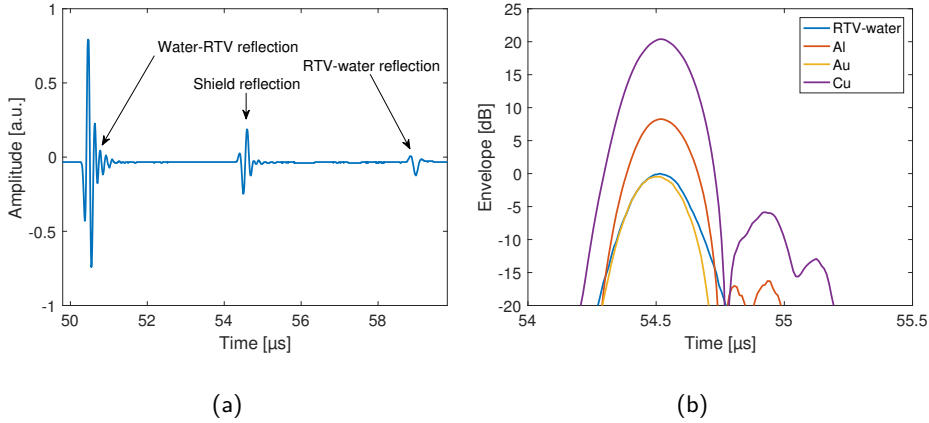 1
0.5
0
-0.5
-1
Amplitude [a.u.]
50
52
54
56
58
Time [µs]
Water-RTV reflection
Shield reflection
RTV-water reflection
(a)
25
20
15
10
5
0
-5
-10
-15
-20
Envelope [dB]
54
54.5
55
55.5
Time [µs]
RTV-water
Al
Au
Cu
(b)